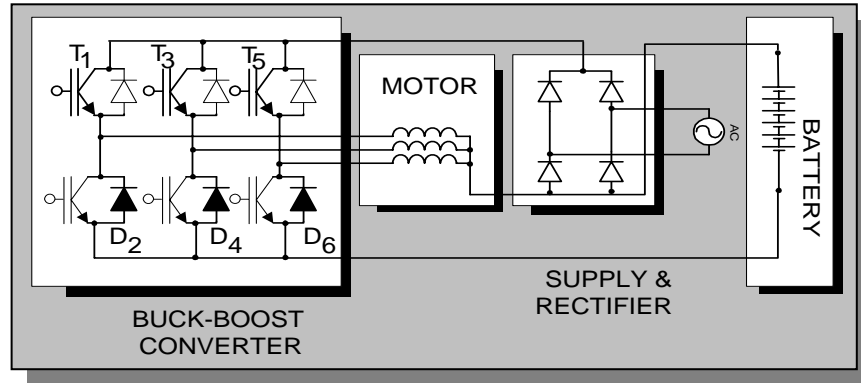 T1 T3 T5
MOTOR
AC
BATTERY
D2 D4 D6
SUPPLY &
RECTIFIER
BUCK-BOOST
CONVERTER